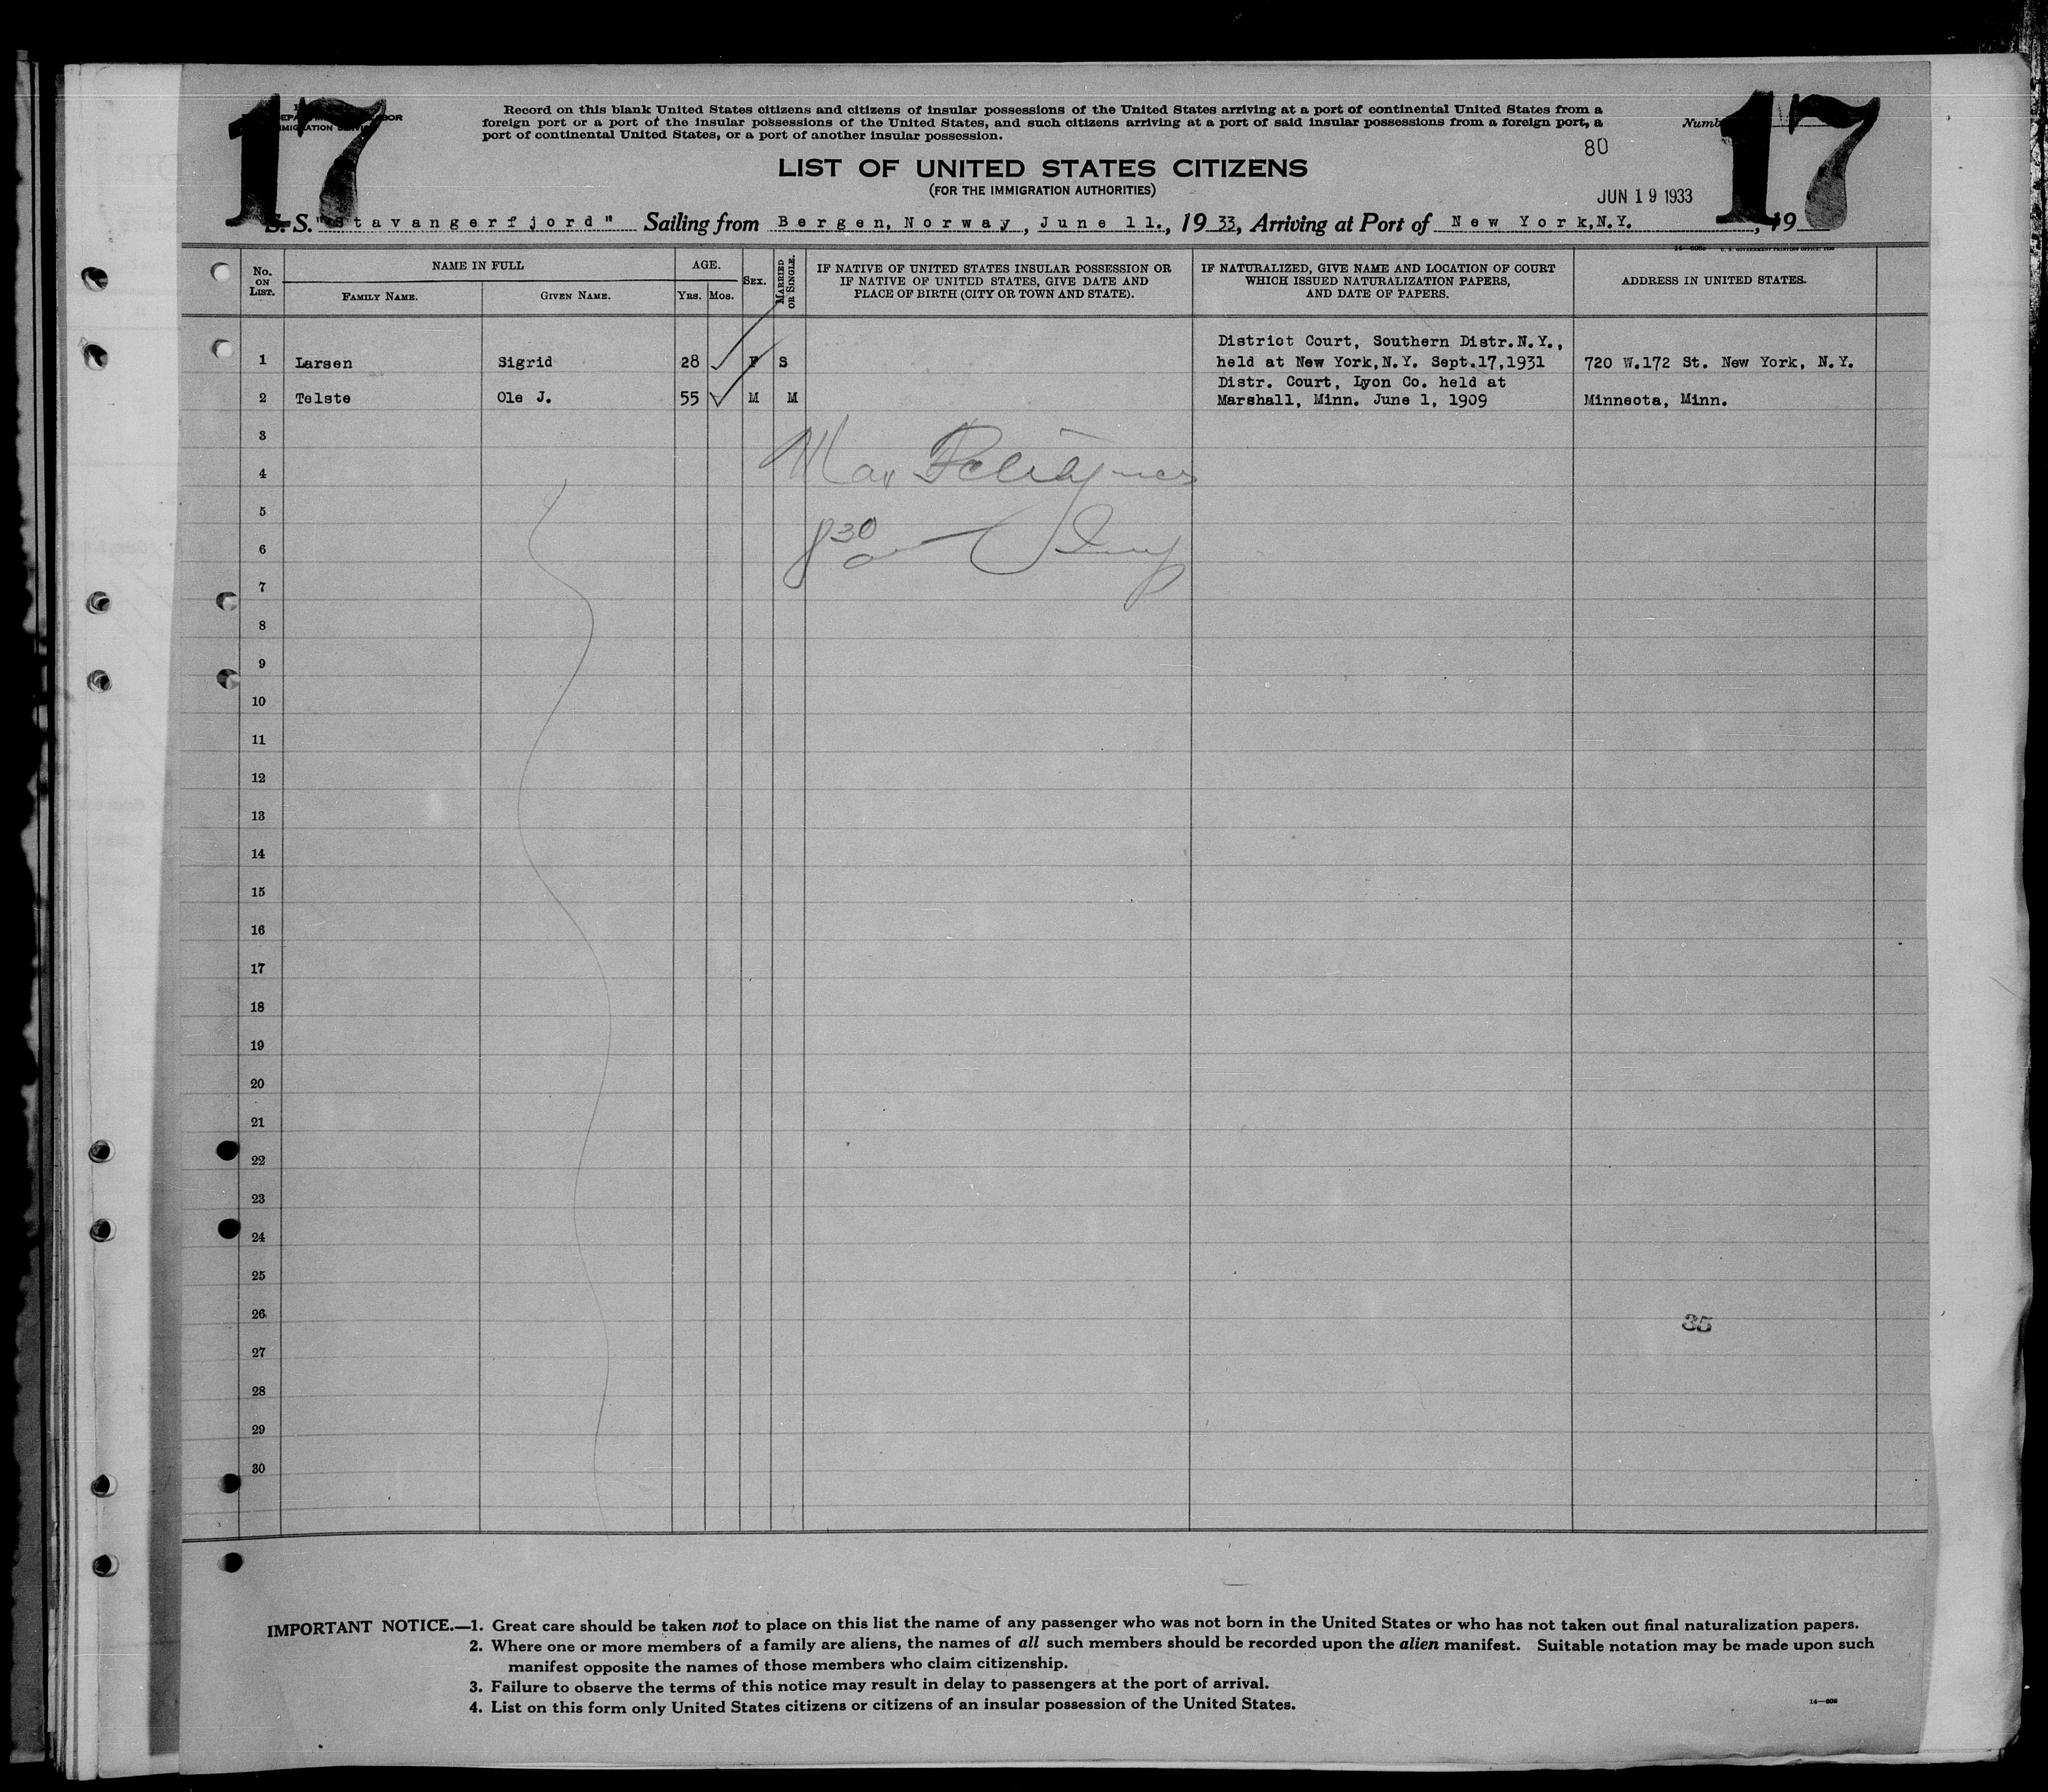 17
17
Record on this blank United States citizens and citizens of insular possessions of the United States arriving at a port of continental United States from a
foreign port or a port of the insular possessions of the United States, and such citizens arriving at a port of said insular possessions from a foreign port, a
port of continental United States, or a port of another insular possession.
80
LIST OF UNITED STATES CITIZENS
(FOR THE IMMIGRATION AUTHORITIES)
JUN 19 1933
S. S. "Stavangerfjord" Sailing from Bergen, Norway, June 11., 1933, Arriving at Port of New York, N.Y. , 19
No. ON LIST.
NAME IN FULL
FAMILY NAME.
GIVEN NAME.
AGE.
YRS. MOS.
SEX.
MARRIED OR SINGLE.
IF NATIVE OF UNITED STATES INSULAR POSSESSION OR
IF NATIVE OF UNITED STATES, GIVE DATE AND
PLACE OF BIRTH (CITY OR TOWN AND STATE).
IF NATURALIZED, GIVE NAME AND LOCATION OF COURT
WHICH ISSUED NATURALIZATION PAPERS,
AND DATE OF PAPERS.
ADDRESS IN UNITED STATES.
District Court, Southern Distr.N.Y.,
1 Larsen Sigrid 28 F S held at New York,N.Y. Sept.17,1931 720 W.172 St. New York, N.Y.
Distr. Court, Lyon Co. held at
2 Telste Ole J. 55 M M Marshall, Minn. June 1, 1909 Minneota, Minn.
3
4
5
830
6
7
8
9
10
11
12
13
14
15
16
17
18
19
20
21
22
23
24
25
26
35
27
28
29
30
IMPORTANT NOTICE.—1. Great care should be taken not to place on this list the name of any passenger who was not born in the United States or who has not taken out final naturalization papers.
2. Where one or more members of a family are aliens, the names of all such members should be recorded upon the alien manifest. Suitable notation may be made upon such
manifest opposite the names of those members who claim citizenship.
3. Failure to observe the terms of this notice may result in delay to passengers at the port of arrival.
4. List on this form only United States citizens or citizens of an insular possession of the United States.
14—608